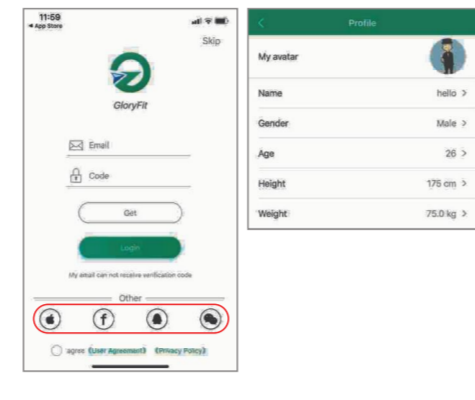 11:59
◀ App Store
Skip
GloryFit
Email
Code
Get
Login
My email can not receive verification code
Other
agree 《User Agreement》 《Privacy Policy》
Profile
My avatar
Name hello >
Gender Male >
Age 26 >
Height 175 cm >
Weight 75.0 kg >